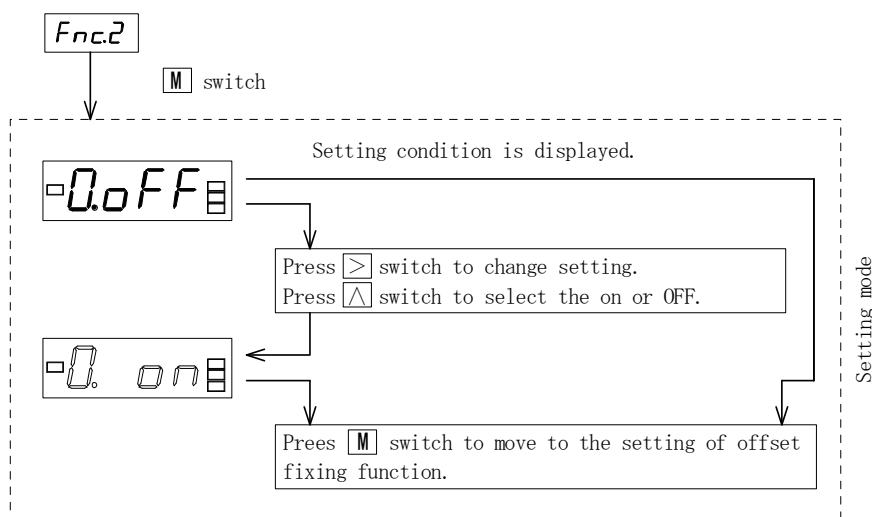 Fnc.2
M switch
Setting condition is displayed.
-0.oFF
Press > switch to change setting.
Press ∧ switch to select the on or OFF.
-0. on
Prees M switch to move to the setting of offset
fixing function.
Setting mode